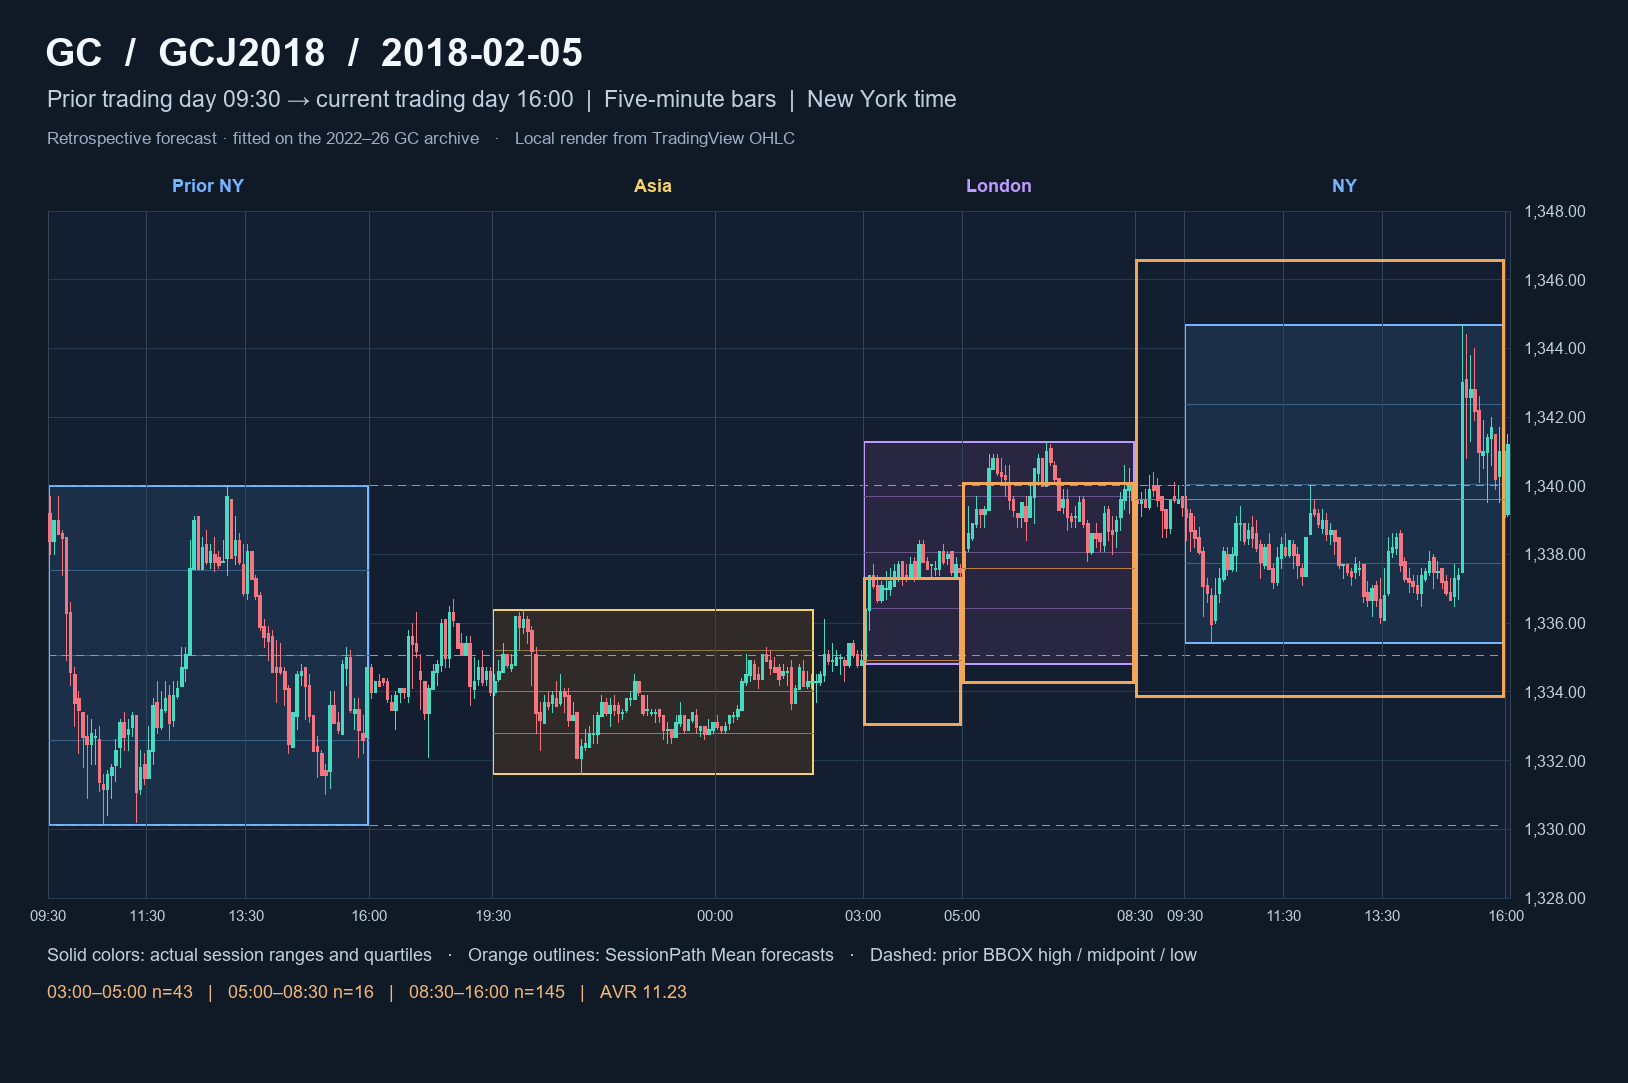 GC / GCJ2018 / 2018-02-05
Prior trading day 09:30 → current trading day 16:00 | Five-minute bars | New York time
Retrospective forecast · fitted on the 2022–26 GC archive · Local render from TradingView OHLC
Prior NY Asia London NY
1,348.00
1,346.00
1,344.00
1,342.00
1,340.00
1,338.00
1,336.00
1,334.00
1,332.00
1,330.00
1,328.00
09:30 11:30 13:30 16:00 19:30 00:00 03:00 05:00 08:30 09:30 11:30 13:30 16:00
Solid colors: actual session ranges and quartiles · Orange outlines: SessionPath Mean forecasts · Dashed: prior BBOX high / midpoint / low
03:00–05:00 n=43 | 05:00–08:30 n=16 | 08:30–16:00 n=145 | AVR 11.23